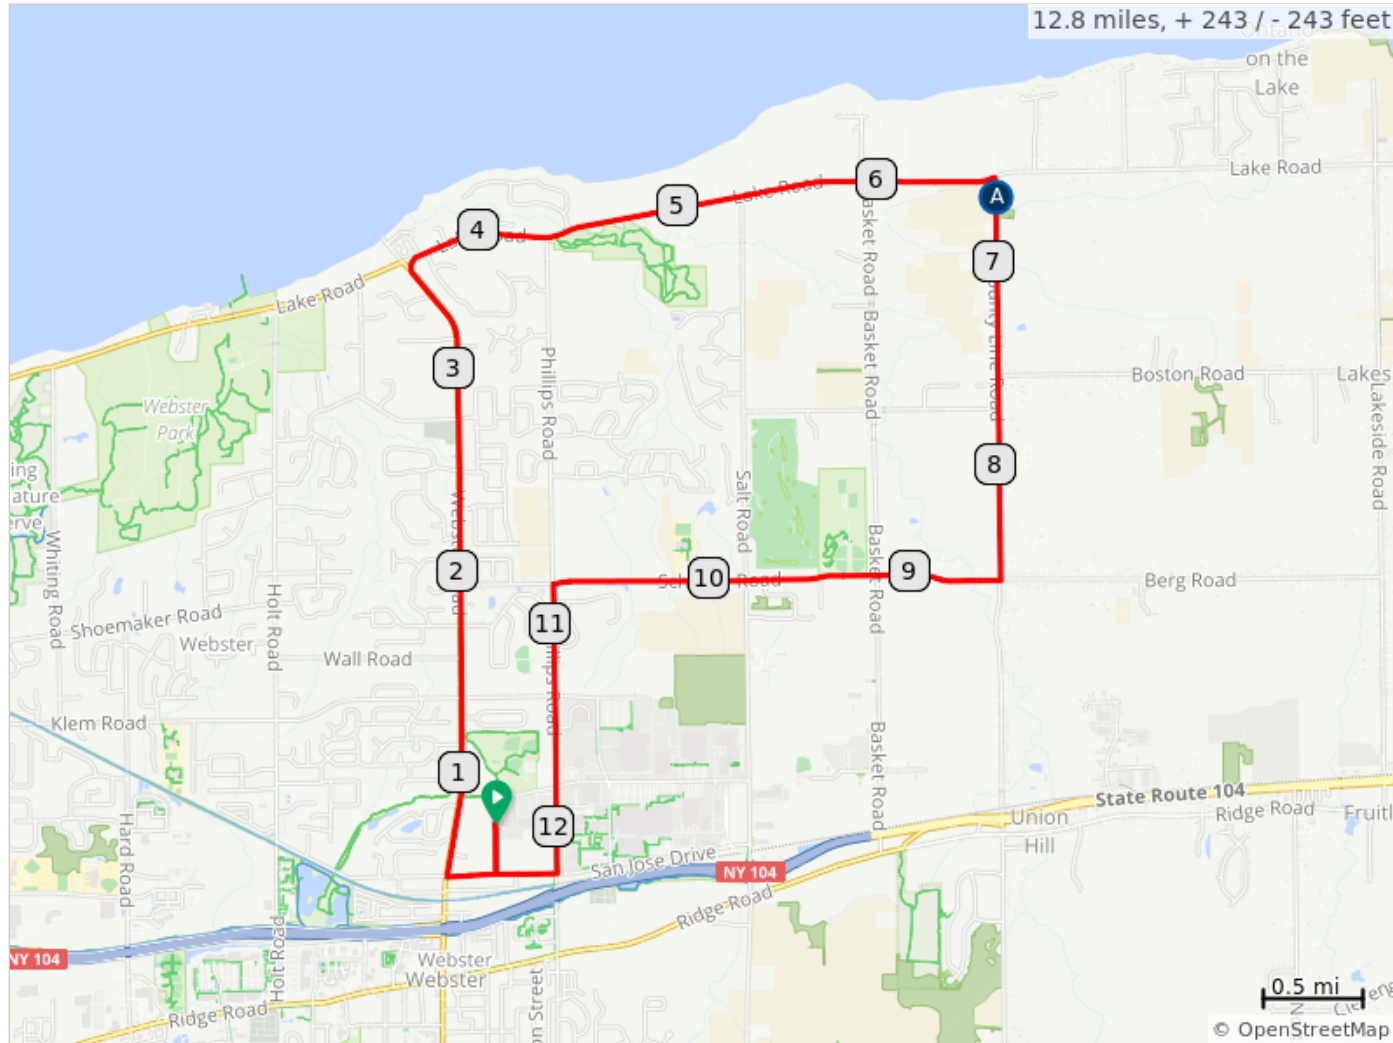 12.8 miles, + 243 / - 243 feet
on the
Lake
Lake Road
6
Lake Road
A
5
4
7
Lake Road
3
Phillips Road
Basket Road
Boston Road
Lakes
Webster
Park
Lakeside Road
8
Salt Road
Whiting Road
2
10
9
Basket Road
Berg Road
Holt Road
Shoemaker Road
11
Webster
Wall Road
Klem Road
Basket Road
1
State Route 104
Ridge Road
12
Union
Hill
Hard Road
San Jose Drive
NY 104
Ridge Road
Holt Road
NY 104
Webster
Webster
Ridge Road
0.5 mi
© OpenStreetMap